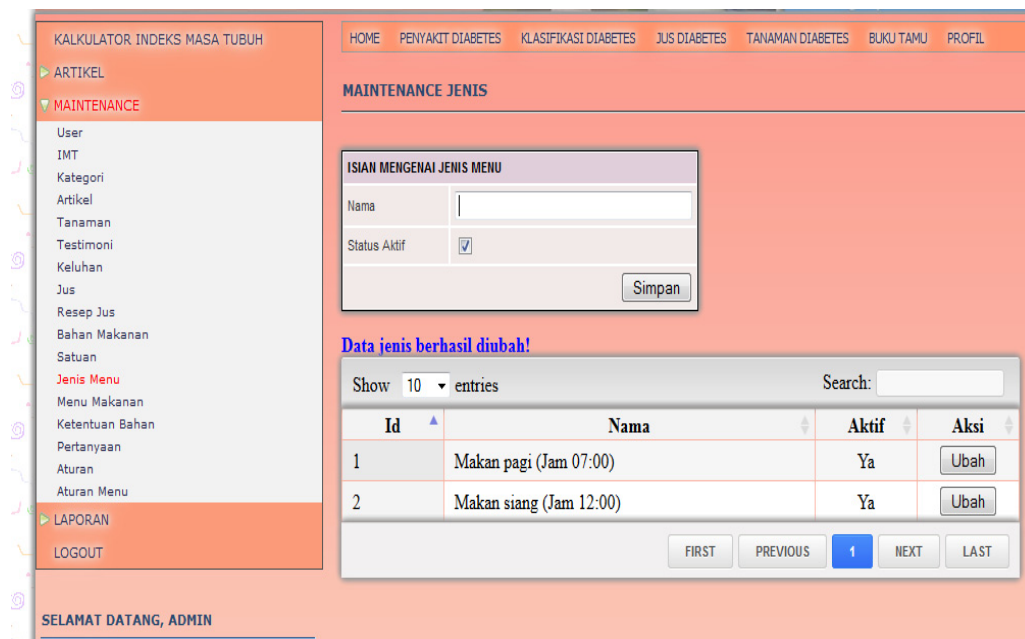 KALKULATOR INDEKS MASA TUBUH
ARTIKEL
MAINTENANCE
User
IMT
Kategori
Artikel
Tanaman
Testimoni
Keluhan
Jus
Resep Jus
Bahan Makanan
Satuan
Jenis Menu
Menu Makanan
Ketentuan Bahan
Pertanyaan
Aturan
Aturan Menu
LAPORAN
LOGOUT
SELAMAT DATANG, ADMIN
HOME PENYAKIT DIABETES KLASIFIKASI DIABETES JUS DIABETES TANAMAN DIABETES BUKU TAMU PROFIL
MAINTENANCE JENIS
ISIAN MENGENAI JENIS MENU
Nama
Status Aktif
Simpan
Data jenis berhasil diubah!
Show 10 entries Search:
Id Nama Aktif Aksi
1 Makan pagi (Jam 07:00) Ya Ubah
2 Makan siang (Jam 12:00) Ya Ubah
FIRST PREVIOUS 1 NEXT LAST